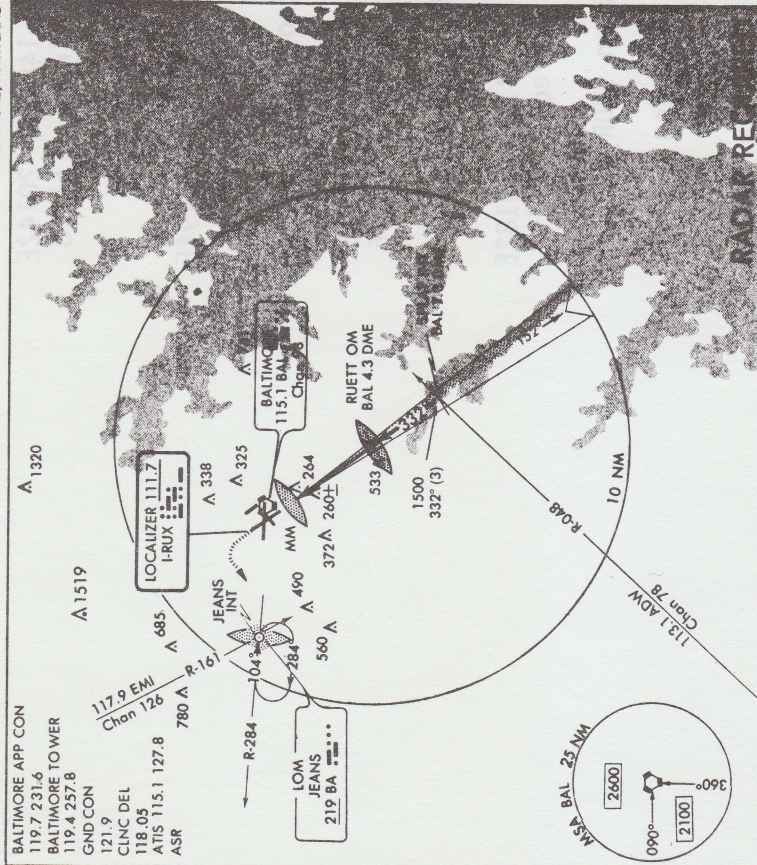 BALTIMORE APP CON
119.7 231.6
BALTIMORE TOWER
119.4 257.8
GND CON
121.9
CLNC DEL
118.05
ATIS 115.1 127.8
ASR
1320
1519
685
780
117.9 EMI
Chan 126
R-161
LOCALIZER 111.7
I-RUX
338
325
BALTIMORE
115.1 BAL
JEANS
INT
104°
284°
R-284
490
560
372
MM
260±
264
LOM
JEANS
219 BA
RUETT OM
BAL 4.3 DME
533
332°
152°
1500
332° (3)
R-048
113.1 ADW
Chan 78
10 NM
MSA BAL 25 NM
2600
2100
090°
360°
RADAR